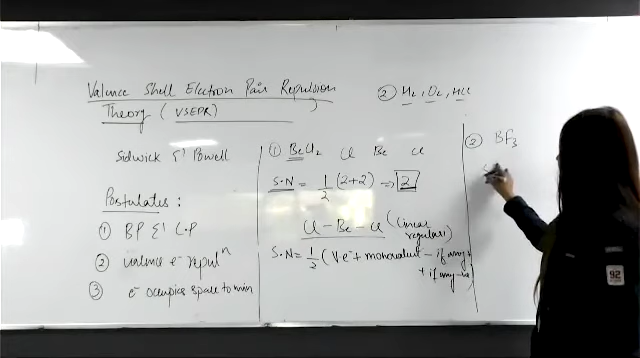 Valence Shell Electron Pair Repulsion
Theory (VSEPR)
Sidwick & Powell
Postulates :
① BP & L.P
② valence e⁻ repulⁿ
③ e⁻ occupies space to min
② H₂, O₂, HCl
① BeCl₂ Cl Be Cl
S.N = 1/2 (2+2) ⇒ 2
Cl – Be – Cl (linear
regular)
S.N = 1/2 (V.e⁻ + monovalent – if any +
+ if any -ve)
② BF₃
92